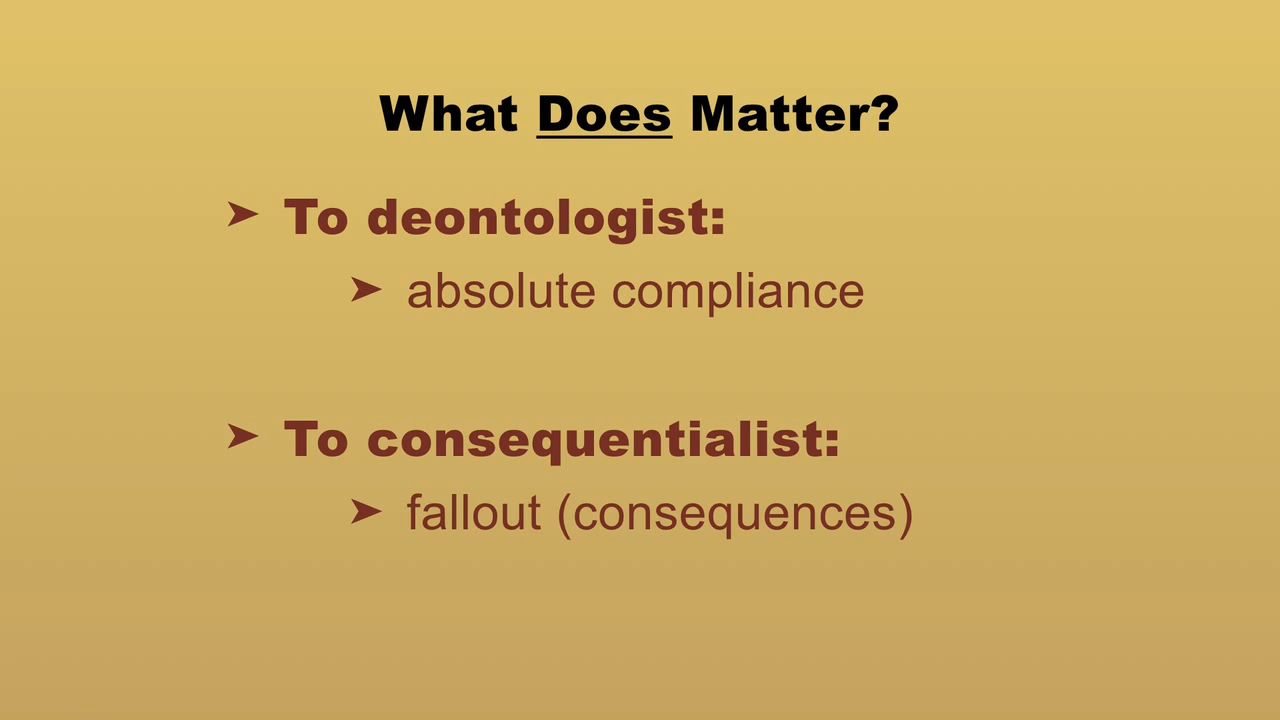 What Does Matter?
➤ To deontologist:
➤ absolute compliance
➤ To consequentialist:
➤ fallout (consequences)